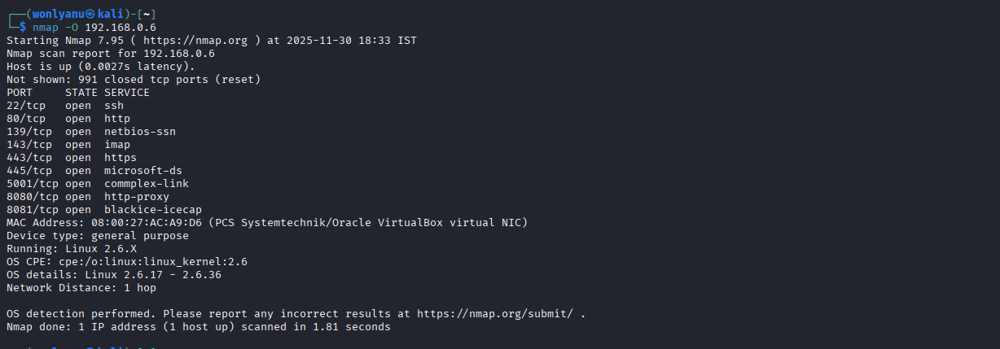 ┌──(wonlyanu㉿kali)-[~]
└─$ nmap -O 192.168.0.6
Starting Nmap 7.95 ( https://nmap.org ) at 2025-11-30 18:33 IST
Nmap scan report for 192.168.0.6
Host is up (0.0027s latency).
Not shown: 991 closed tcp ports (reset)
PORT     STATE SERVICE
22/tcp   open  ssh
80/tcp   open  http
139/tcp  open  netbios-ssn
143/tcp  open  imap
443/tcp  open  https
445/tcp  open  microsoft-ds
5001/tcp open  commplex-link
8080/tcp open  http-proxy
8081/tcp open  blackice-icecap
MAC Address: 08:00:27:AC:A9:D6 (PCS Systemtechnik/Oracle VirtualBox virtual NIC)
Device type: general purpose
Running: Linux 2.6.X
OS CPE: cpe:/o:linux:linux_kernel:2.6
OS details: Linux 2.6.17 - 2.6.36
Network Distance: 1 hop

OS detection performed. Please report any incorrect results at https://nmap.org/submit/ .
Nmap done: 1 IP address (1 host up) scanned in 1.81 seconds